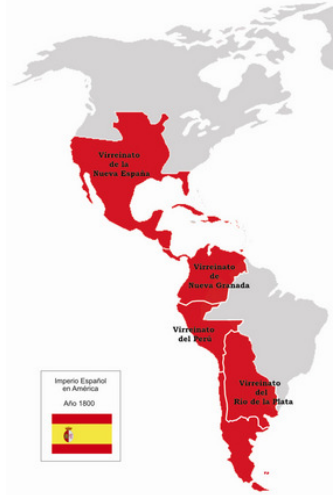 Virreinato
de la
Nueva España
Virreinato
de
Nueva Granada
Virreinato
del Perú
Virreinato
del
Río de la Plata
Imperio Español
en América
Año 1800